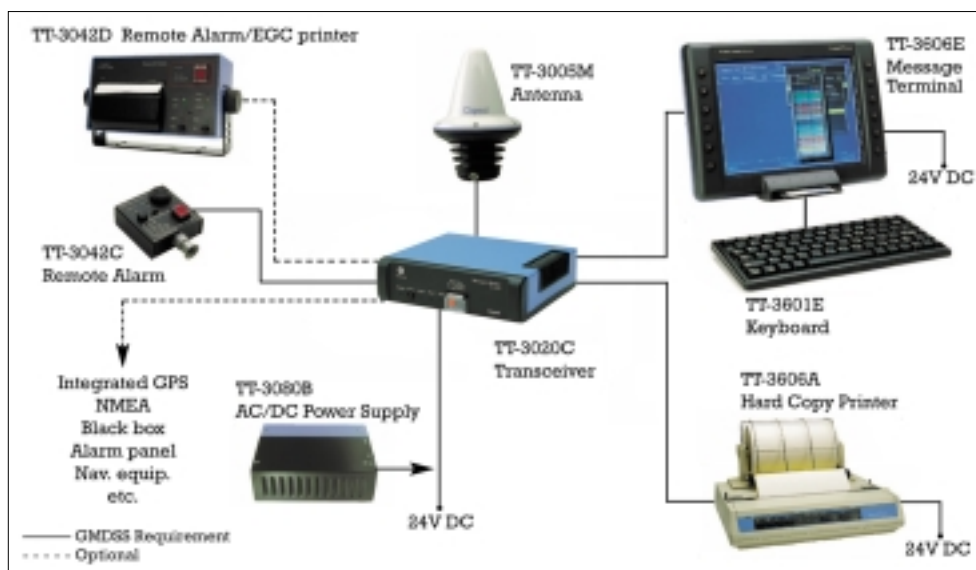 TT-3042D Remote Alarm/EGC printer
TT-3005M
Antenna
TT-3606E
Message
Terminal
24V DC
TT-3042C
Remote Alarm
TT-3601E
Keyboard
TT-3020C
Transceiver
Integrated GPS
NMEA
Black box
Alarm panel
Nav. equip.
etc.
TT-3080B
AC/DC Power Supply
24V DC
TT-3606A
Hard Copy Printer
24V DC
GMDSS Requirement
Optional